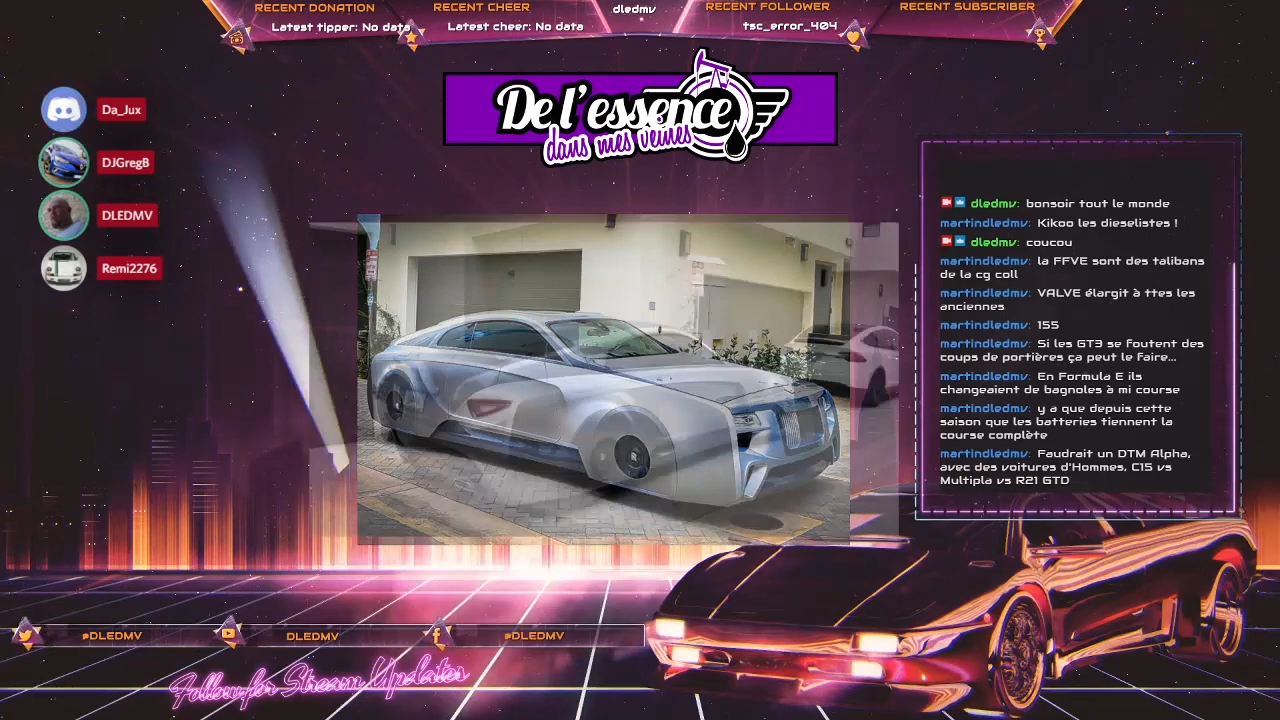 RECENT DONATION
Latest tipper: No data
RECENT CHEER
Latest cheer: No data
dledmv
RECENT FOLLOWER
tsc_error_404
RECENT SUBSCRIBER
De l'essence
dans mes veines
Da_Jux
DJGregB
DLEDMV
Remi2276
dledmv: bonsoir tout le monde
martindledmv: Kikoo les dieselistes !
dledmv: coucou
martindledmv: la FFVE sont des talibans
de la cg coll
martindledmv: VALVE élargit à ttes les
anciennes
martindledmv: 155
martindledmv: Si les GT3 se foutent des
coups de portières ça peut le faire...
martindledmv: En Formula E ils
changeaient de bagnoles à mi course
martindledmv: y a que depuis cette
saison que les batteries tiennent la
course complète
martindledmv: Faudrait un DTM Alpha,
avec des voitures d'Hommes, C15 vs
Multipla vs R21 GTD
@DLEDMV
DLEDMV
@DLEDMV
Follow for Stream Updates